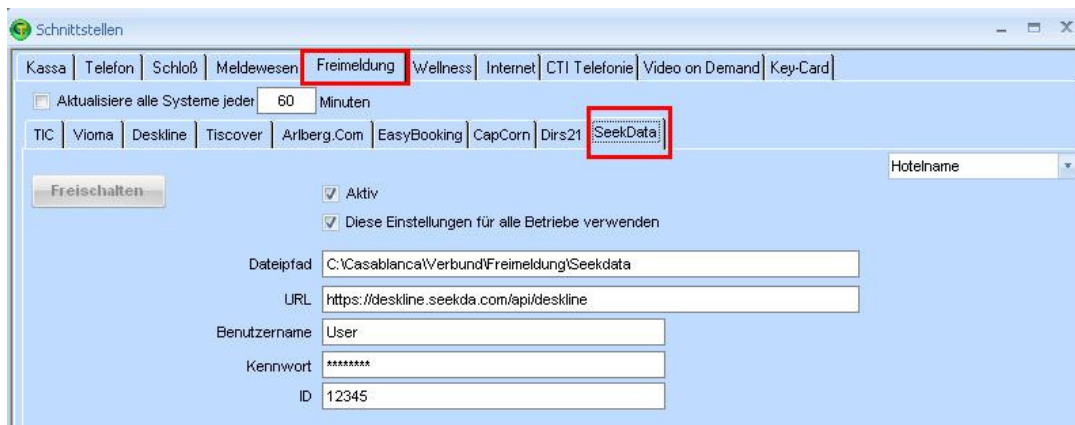 Schnittstellen
Kassa Telefon Schloß Meldewesen Freimeldung Wellness Internet CTI Telefonie Video on Demand Key-Card
Aktualisiere alle Systeme jeder 60 Minuten
TIC Vioma Deskline Tiscover Arlberg.Com EasyBooking CapCorn Dirs21 SeekData
Hotelname
Freischalten Aktiv
Diese Einstellungen für alle Betriebe verwenden
Dateipfad C:\Casablanca\Verbund\Freimeldung\Seekdata
URL https://deskline.seekda.com/api/deskline
Benutzername User
Kennwort ********
ID 12345